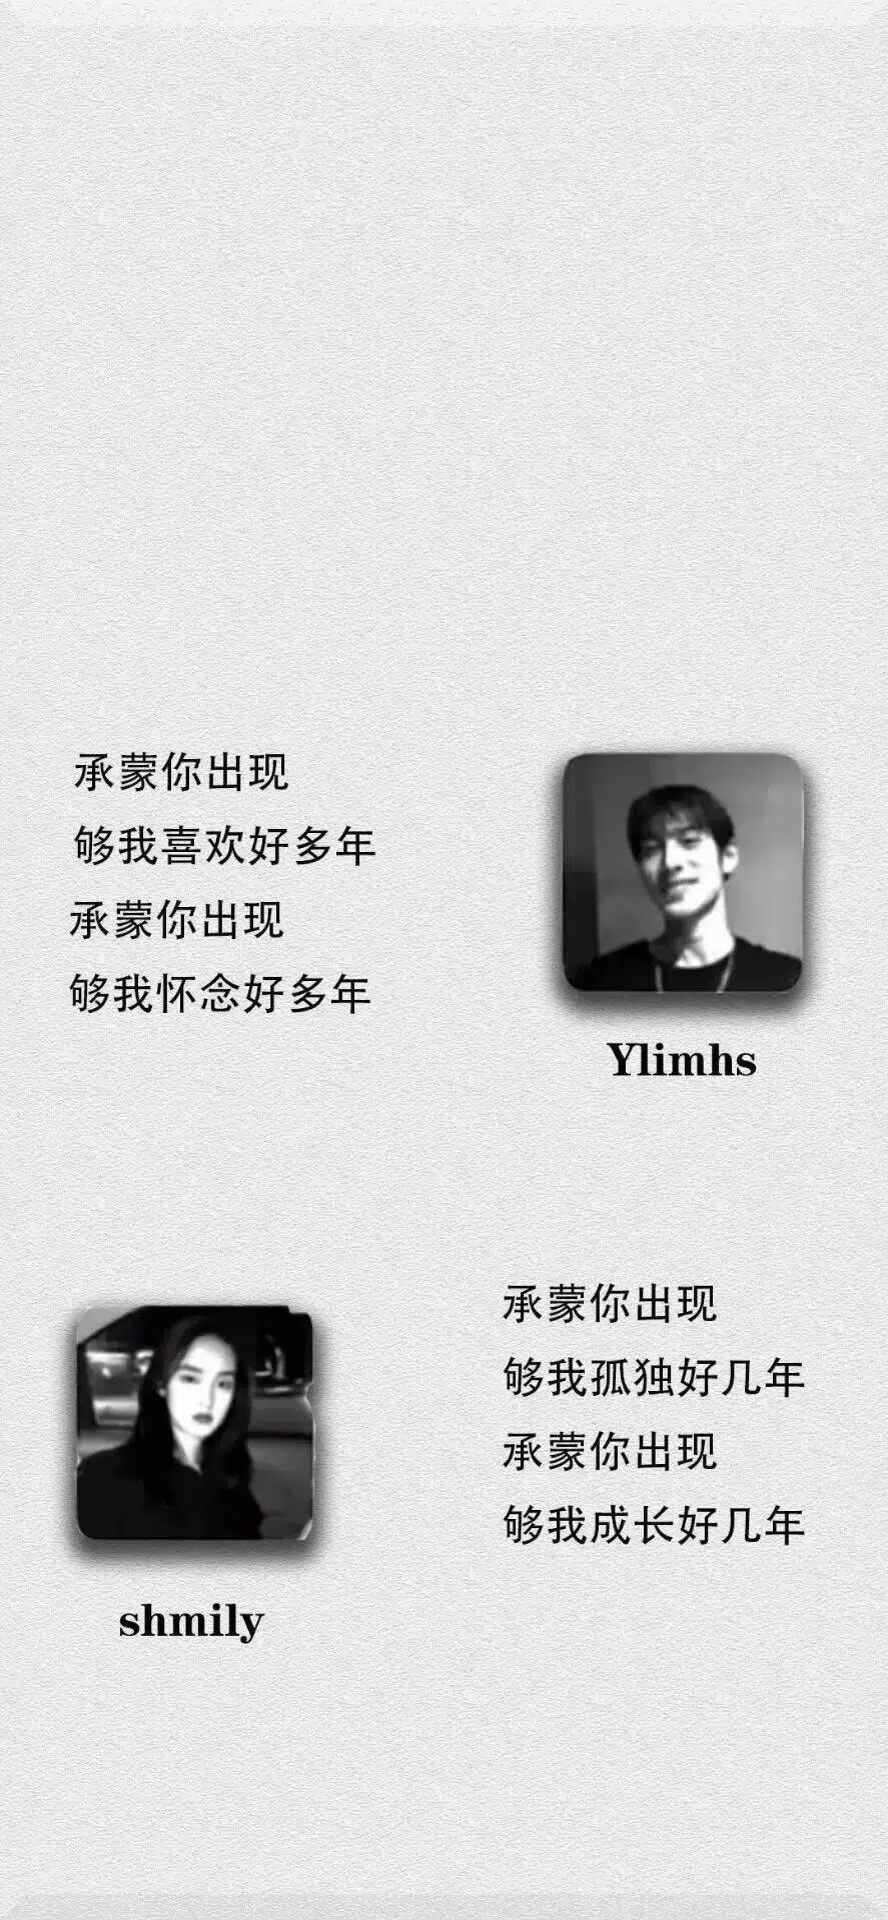 承蒙你出现
够我喜欢好多年
承蒙你出现
够我怀念好多年
Ylimhs
承蒙你出现
够我孤独好几年
承蒙你出现
够我成长好几年
shmily